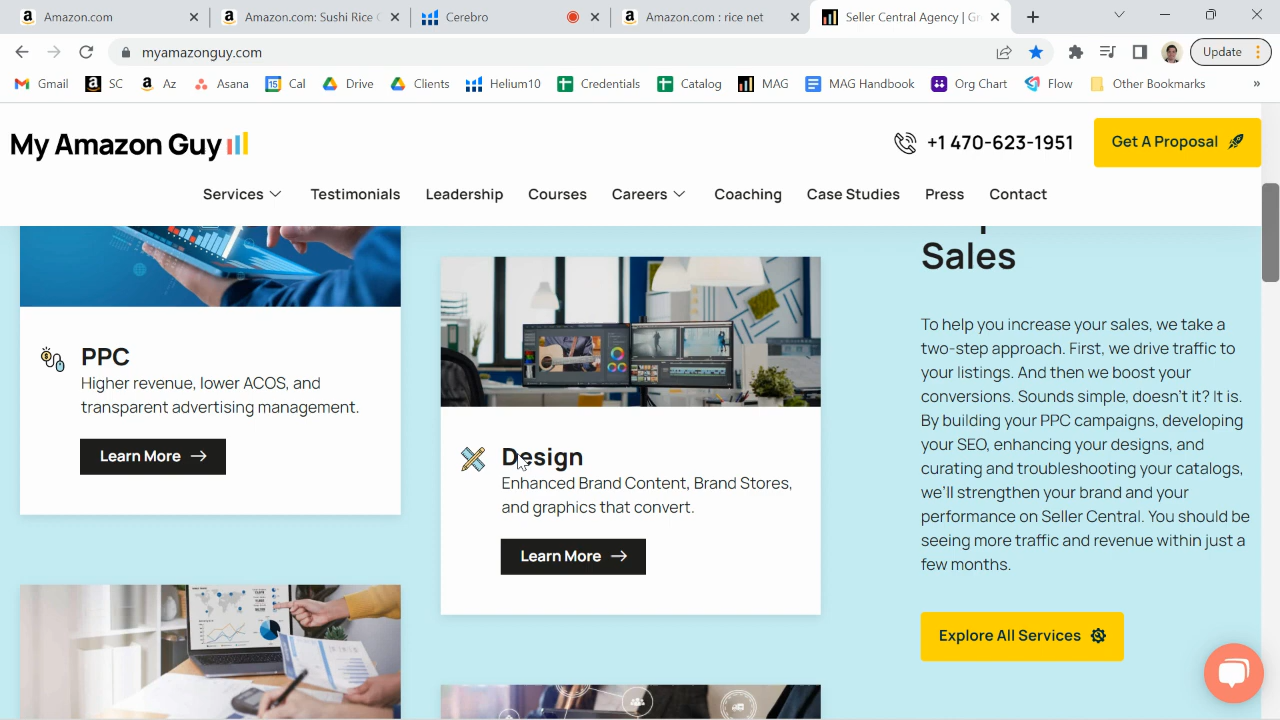 Amazon.com
Amazon.com: Sushi Rice C
Cerebro
Amazon.com : rice net
Seller Central Agency | Gr
myamazonguy.com
Update
Gmail
SC
Az
Asana
Cal
Drive
Clients
Helium10
Credentials
Catalog
MAG
MAG Handbook
Org Chart
Flow
Other Bookmarks
»
My Amazon Guy
+1 470-623-1951
Get A Proposal
Services
Testimonials
Leadership
Courses
Careers
Coaching
Case Studies
Press
Contact
PPC
Higher revenue, lower ACOS, and
transparent advertising management.
Learn More
Design
Enhanced Brand Content, Brand Stores,
and graphics that convert.
Learn More
Sales
To help you increase your sales, we take a
two-step approach. First, we drive traffic to
your listings. And then we boost your
conversions. Sounds simple, doesn't it? It is.
By building your PPC campaigns, developing
your SEO, enhancing your designs, and
curating and troubleshooting your catalogs,
we'll strengthen your brand and your
performance on Seller Central. You should be
seeing more traffic and revenue within just a
few months.
Explore All Services